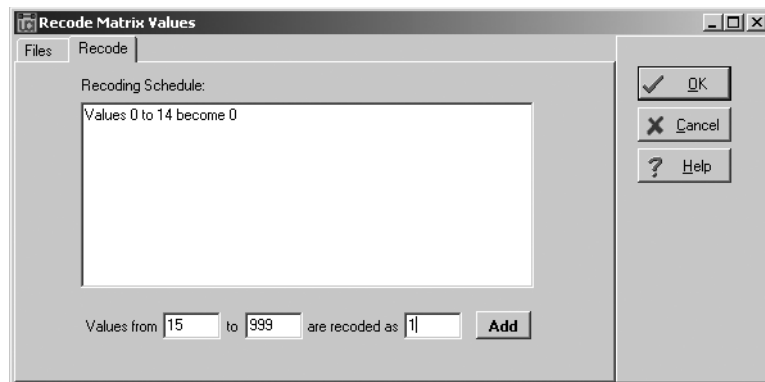 Recode Matrix Values
Files Recode
Recoding Schedule:
Values 0 to 14 become 0
Values from 15 to 999 are recoded as 1 Add
OK
Cancel
? Help